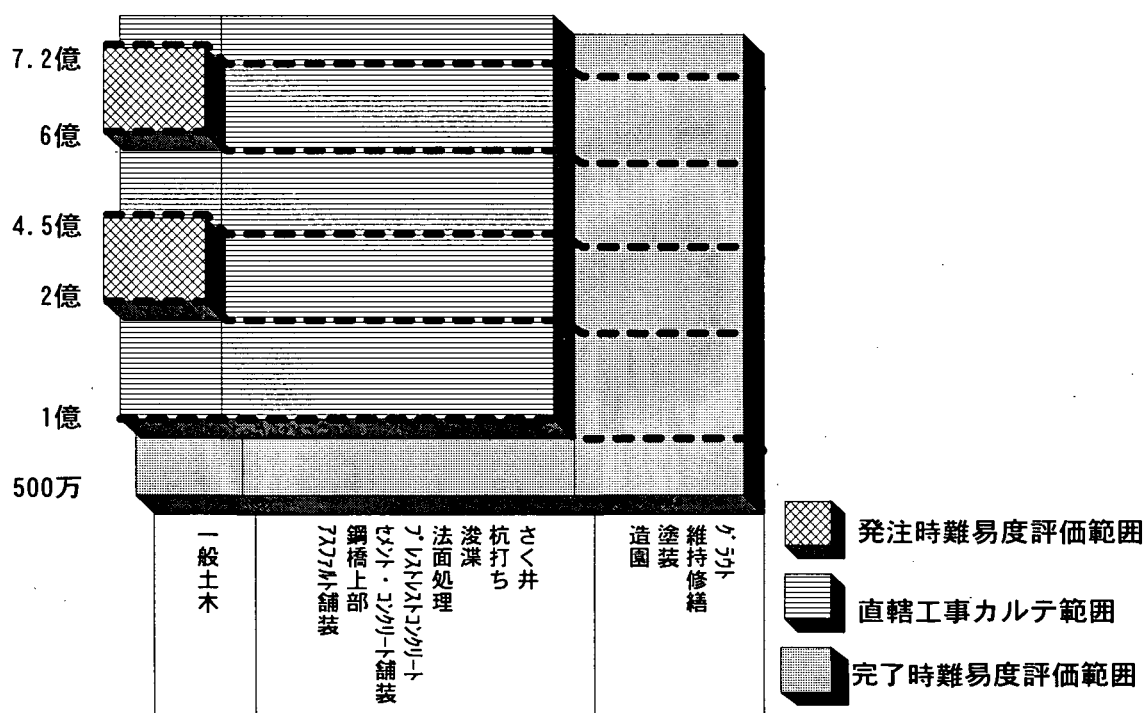 7.2億
6億
4.5億
2億
1億
500万
一般土木
アスファルト舗装
鋼橋上部
セメント・コンクリート舗装
プレストレストコンクリート
法面処理
浚渫
杭打ち
さく井
造園
塗装
維持修繕
グラウト
発注時難易度評価範囲
直轄工事カルテ範囲
完了時難易度評価範囲